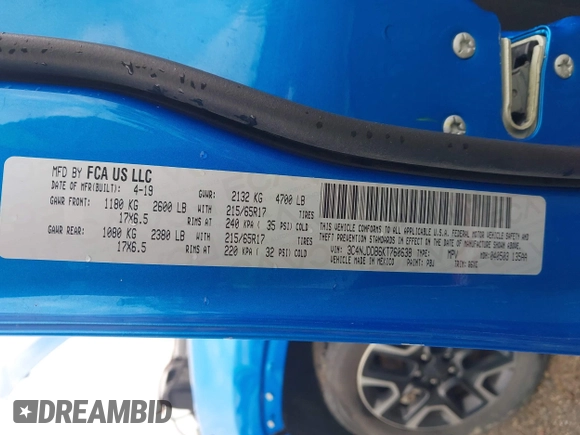 MFD BY FCA US LLC
DATE OF MFR(BUILT): 4-19 GVWR: 2132 KG 4700 LB
GAWR FRONT: 1180 KG 2600 LB WITH 215/65R17 TIRES
17X6.5 RIMS AT 240 KPA ( 35 PSI) COLD
GAWR REAR: 1080 KG 2380 LB WITH 215/65R17 TIRES
17X6.5 RIMS AT 220 KPA ( 32 PSI) COLD
THIS VEHICLE CONFORMS TO ALL
APPLICABLE U.S.A. FEDERAL MOTOR VEHICLE SAFETY AND
THEFT PREVENTION STANDARDS IN EFFECT ON THE DATE
OF MANUFACTURE SHOWN ABOVE.
VIN: 3C4NJDDB6KT760638 TYPE: MPV
VEHICLE MADE IN MEXICO PAINT: PBU TRIM:
DREAMBID